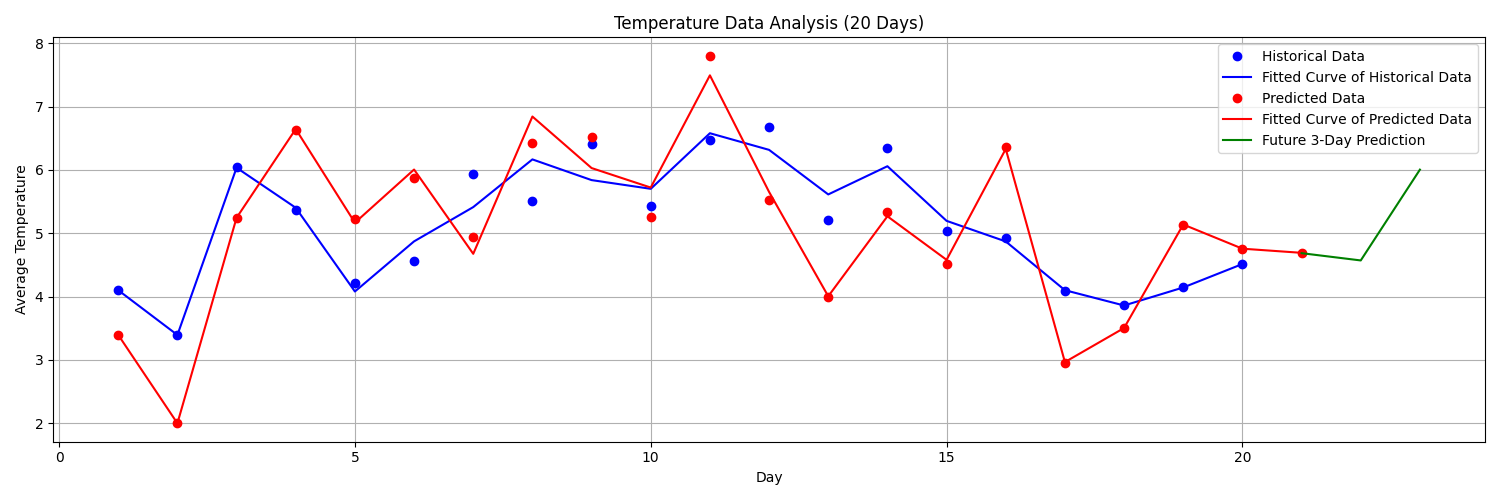 Temperature Data Analysis (20 Days)
8
7
6
5
4
3
2
Average Temperature
Historical Data
Fitted Curve of Historical Data
Predicted Data
Fitted Curve of Predicted Data
Future 3-Day Prediction
0 5 10 15 20
Day